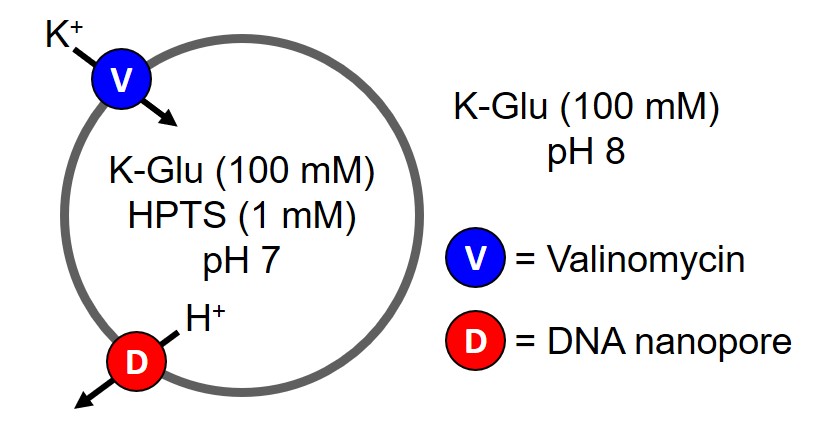 K⁺
V
K-Glu (100 mM)
HPTS (1 mM)
pH 7
H⁺
D
K-Glu (100 mM)
pH 8
V = Valinomycin
D = DNA nanopore